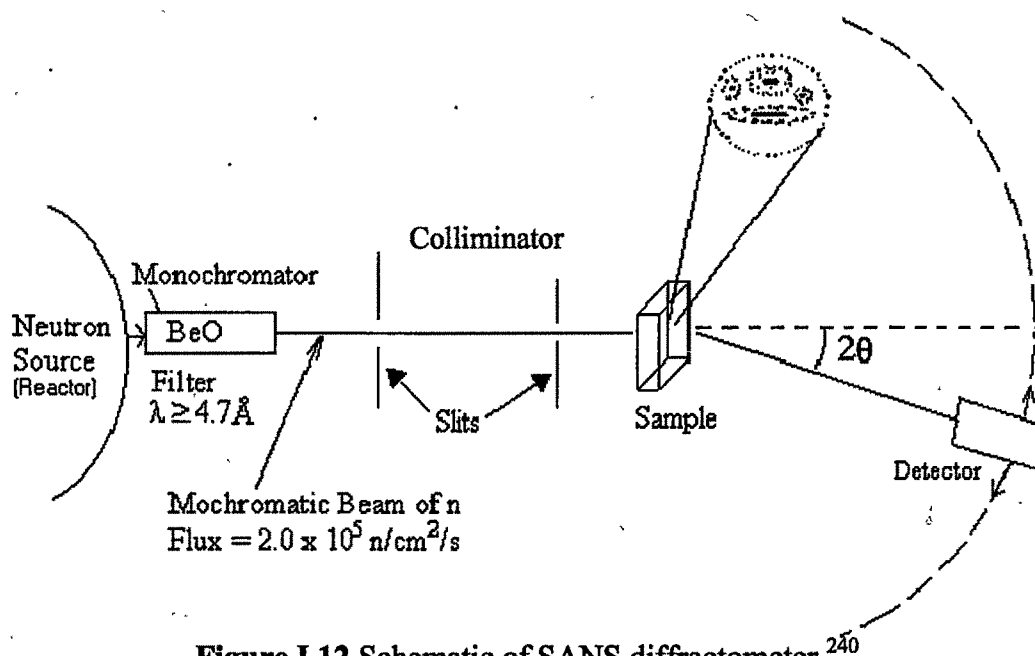 Colliminator
Monochromator
BeO
Neutron
Source
(Reactor)
Filter
λ ≥ 4.7Å
Slits
Sample
2θ
Detector
Mochromatic Beam of n
Flux = 2.0 x 10⁵ n/cm²/s
Figure I.12 Schematic of SANS diffractometer ²⁴⁰